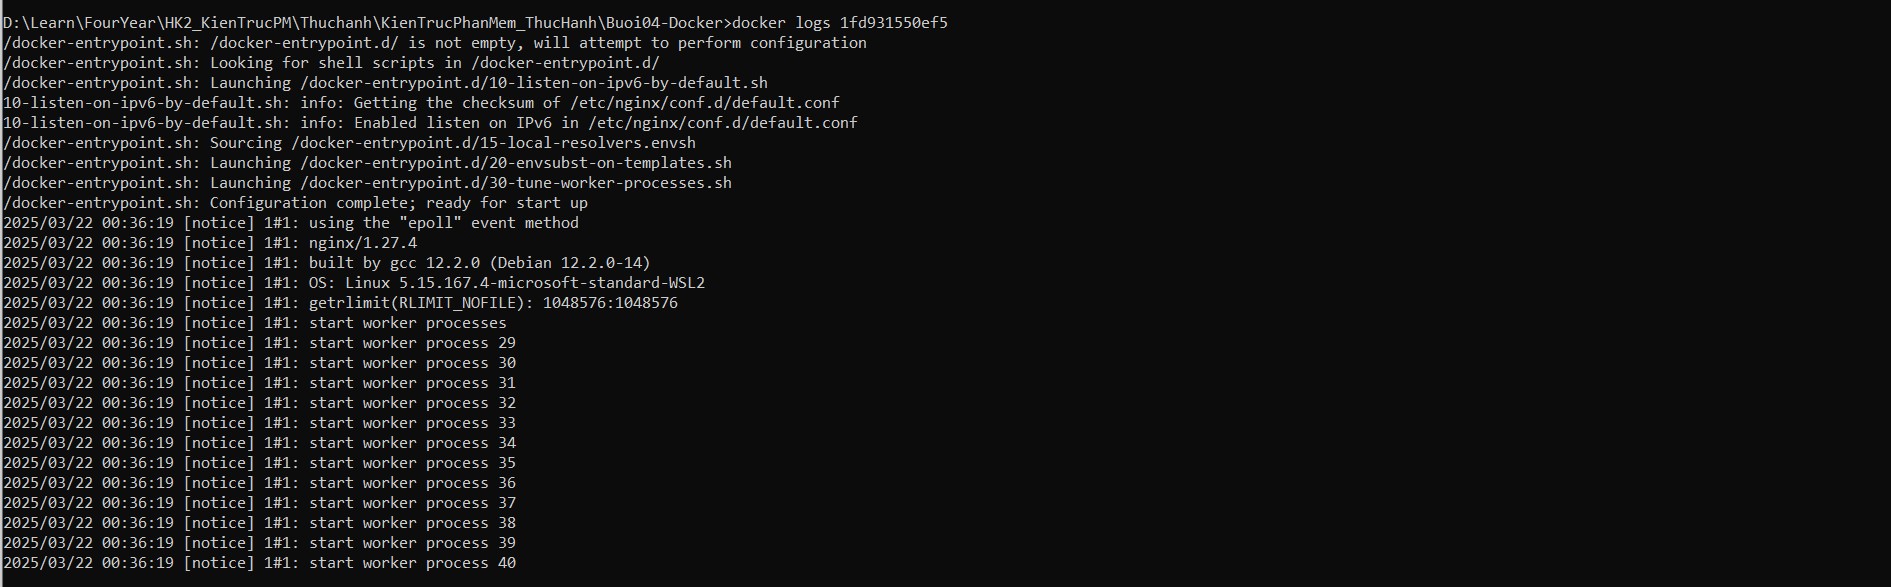 D:\Learn\FourYear\HK2_KienTrucPM\Thuchanh\KienTrucPhanMem_ThucHanh\Buoi04-Docker>docker logs 1fd931550ef5
/docker-entrypoint.sh: /docker-entrypoint.d/ is not empty, will attempt to perform configuration
/docker-entrypoint.sh: Looking for shell scripts in /docker-entrypoint.d/
/docker-entrypoint.sh: Launching /docker-entrypoint.d/10-listen-on-ipv6-by-default.sh
10-listen-on-ipv6-by-default.sh: info: Getting the checksum of /etc/nginx/conf.d/default.conf
10-listen-on-ipv6-by-default.sh: info: Enabled listen on IPv6 in /etc/nginx/conf.d/default.conf
/docker-entrypoint.sh: Sourcing /docker-entrypoint.d/15-local-resolvers.envsh
/docker-entrypoint.sh: Launching /docker-entrypoint.d/20-envsubst-on-templates.sh
/docker-entrypoint.sh: Launching /docker-entrypoint.d/30-tune-worker-processes.sh
/docker-entrypoint.sh: Configuration complete; ready for start up
2025/03/22 00:36:19 [notice] 1#1: using the "epoll" event method
2025/03/22 00:36:19 [notice] 1#1: nginx/1.27.4
2025/03/22 00:36:19 [notice] 1#1: built by gcc 12.2.0 (Debian 12.2.0-14)
2025/03/22 00:36:19 [notice] 1#1: OS: Linux 5.15.167.4-microsoft-standard-WSL2
2025/03/22 00:36:19 [notice] 1#1: getrlimit(RLIMIT_NOFILE): 1048576:1048576
2025/03/22 00:36:19 [notice] 1#1: start worker processes
2025/03/22 00:36:19 [notice] 1#1: start worker process 29
2025/03/22 00:36:19 [notice] 1#1: start worker process 30
2025/03/22 00:36:19 [notice] 1#1: start worker process 31
2025/03/22 00:36:19 [notice] 1#1: start worker process 32
2025/03/22 00:36:19 [notice] 1#1: start worker process 33
2025/03/22 00:36:19 [notice] 1#1: start worker process 34
2025/03/22 00:36:19 [notice] 1#1: start worker process 35
2025/03/22 00:36:19 [notice] 1#1: start worker process 36
2025/03/22 00:36:19 [notice] 1#1: start worker process 37
2025/03/22 00:36:19 [notice] 1#1: start worker process 38
2025/03/22 00:36:19 [notice] 1#1: start worker process 39
2025/03/22 00:36:19 [notice] 1#1: start worker process 40